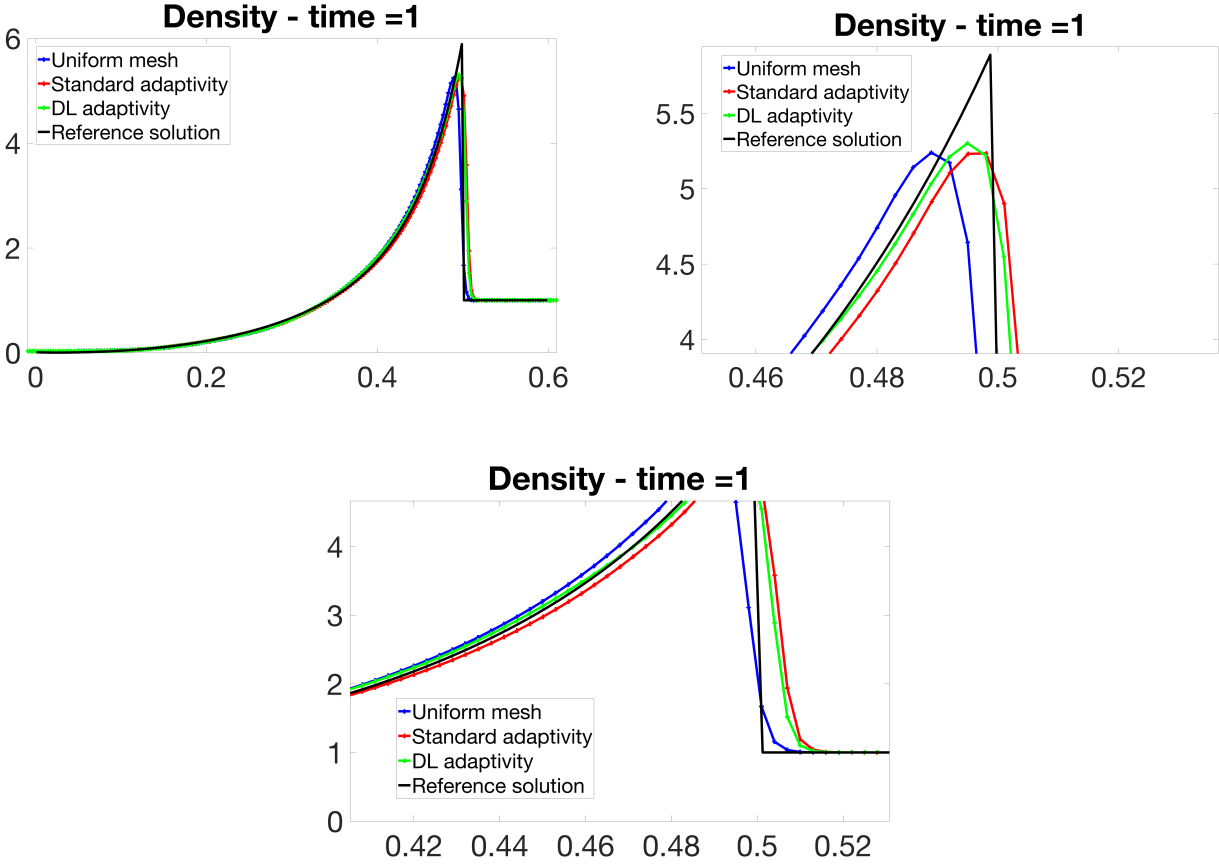 Density - time =1
6
4
2
0
0
0.2
0.4
0.6
Uniform mesh
Standard adaptivity
DL adaptivity
Reference solution
Density - time =1
5.5
5
4.5
4
0.46
0.48
0.5
0.52
Uniform mesh
Standard adaptivity
DL adaptivity
Reference solution
Density - time =1
4
3
2
1
0
0.42
0.44
0.46
0.48
0.5
0.52
Uniform mesh
Standard adaptivity
DL adaptivity
Reference solution